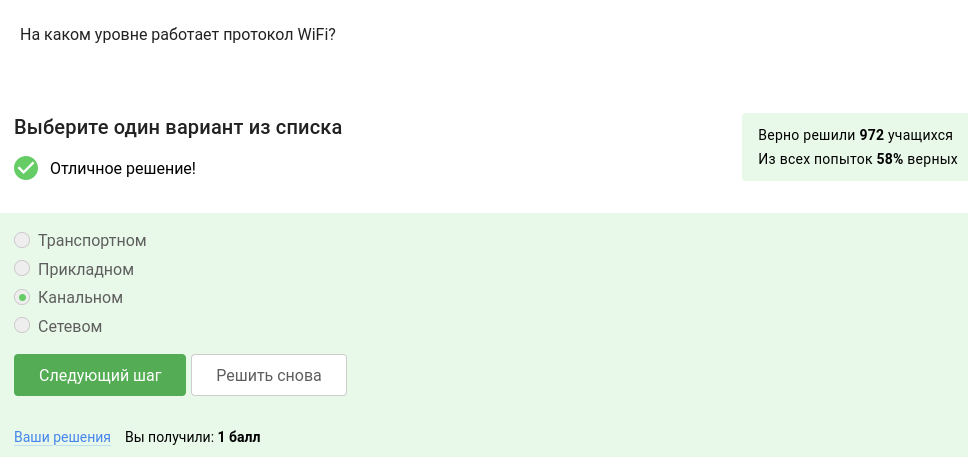 На каком уровне работает протокол WiFi?
Выберите один вариант из списка
Верно решили 972 учащихся
Из всех попыток 58% верных
Отличное решение!
Транспортном
Прикладном
Канальном
Сетевом
Следующий шаг
Решить снова
Ваши решения
Вы получили: 1 балл